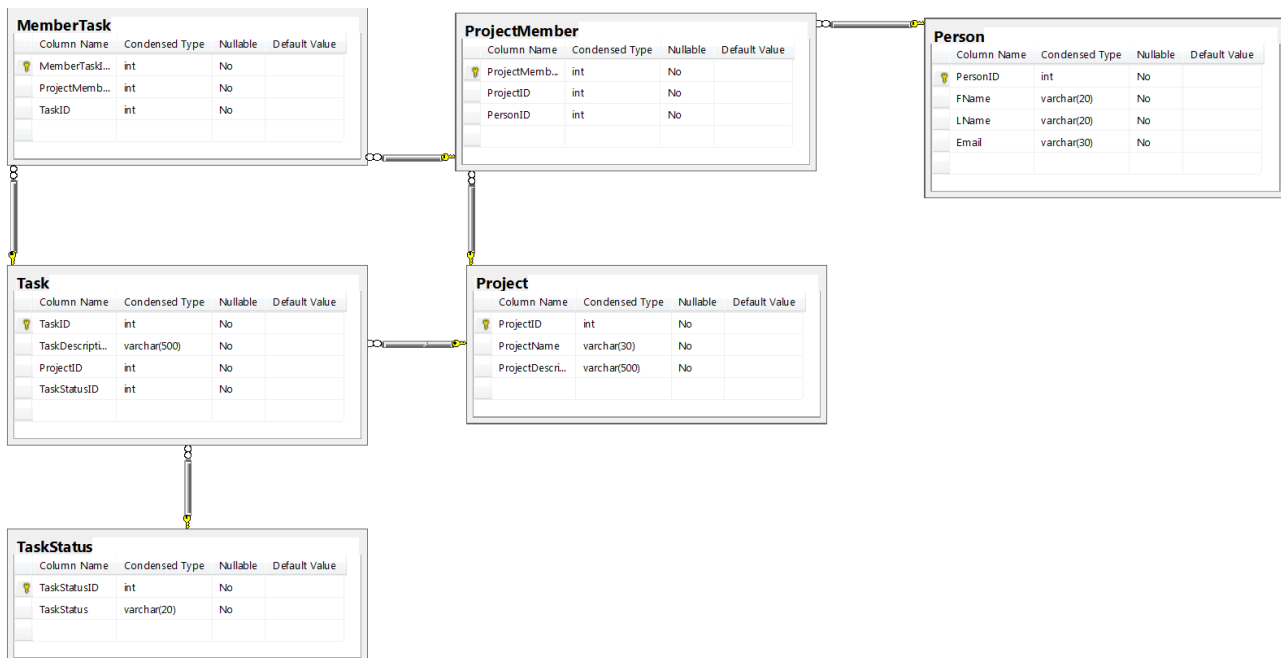 MemberTask
Column Name Condensed Type Nullable Default Value
MemberTaskI... int No
ProjectMemb... int No
TaskID int No
ProjectMember
Column Name Condensed Type Nullable Default Value
ProjectMemb... int No
ProjectID int No
PersonID int No
Person
Column Name Condensed Type Nullable Default Value
PersonID int No
FName varchar(20) No
LName varchar(20) No
Email varchar(30) No
Task
Column Name Condensed Type Nullable Default Value
TaskID int No
TaskDescripti... varchar(500) No
ProjectID int No
TaskStatusID int No
Project
Column Name Condensed Type Nullable Default Value
ProjectID int No
ProjectName varchar(30) No
ProjectDescri... varchar(500) No
TaskStatus
Column Name Condensed Type Nullable Default Value
TaskStatusID int No
TaskStatus varchar(20) No